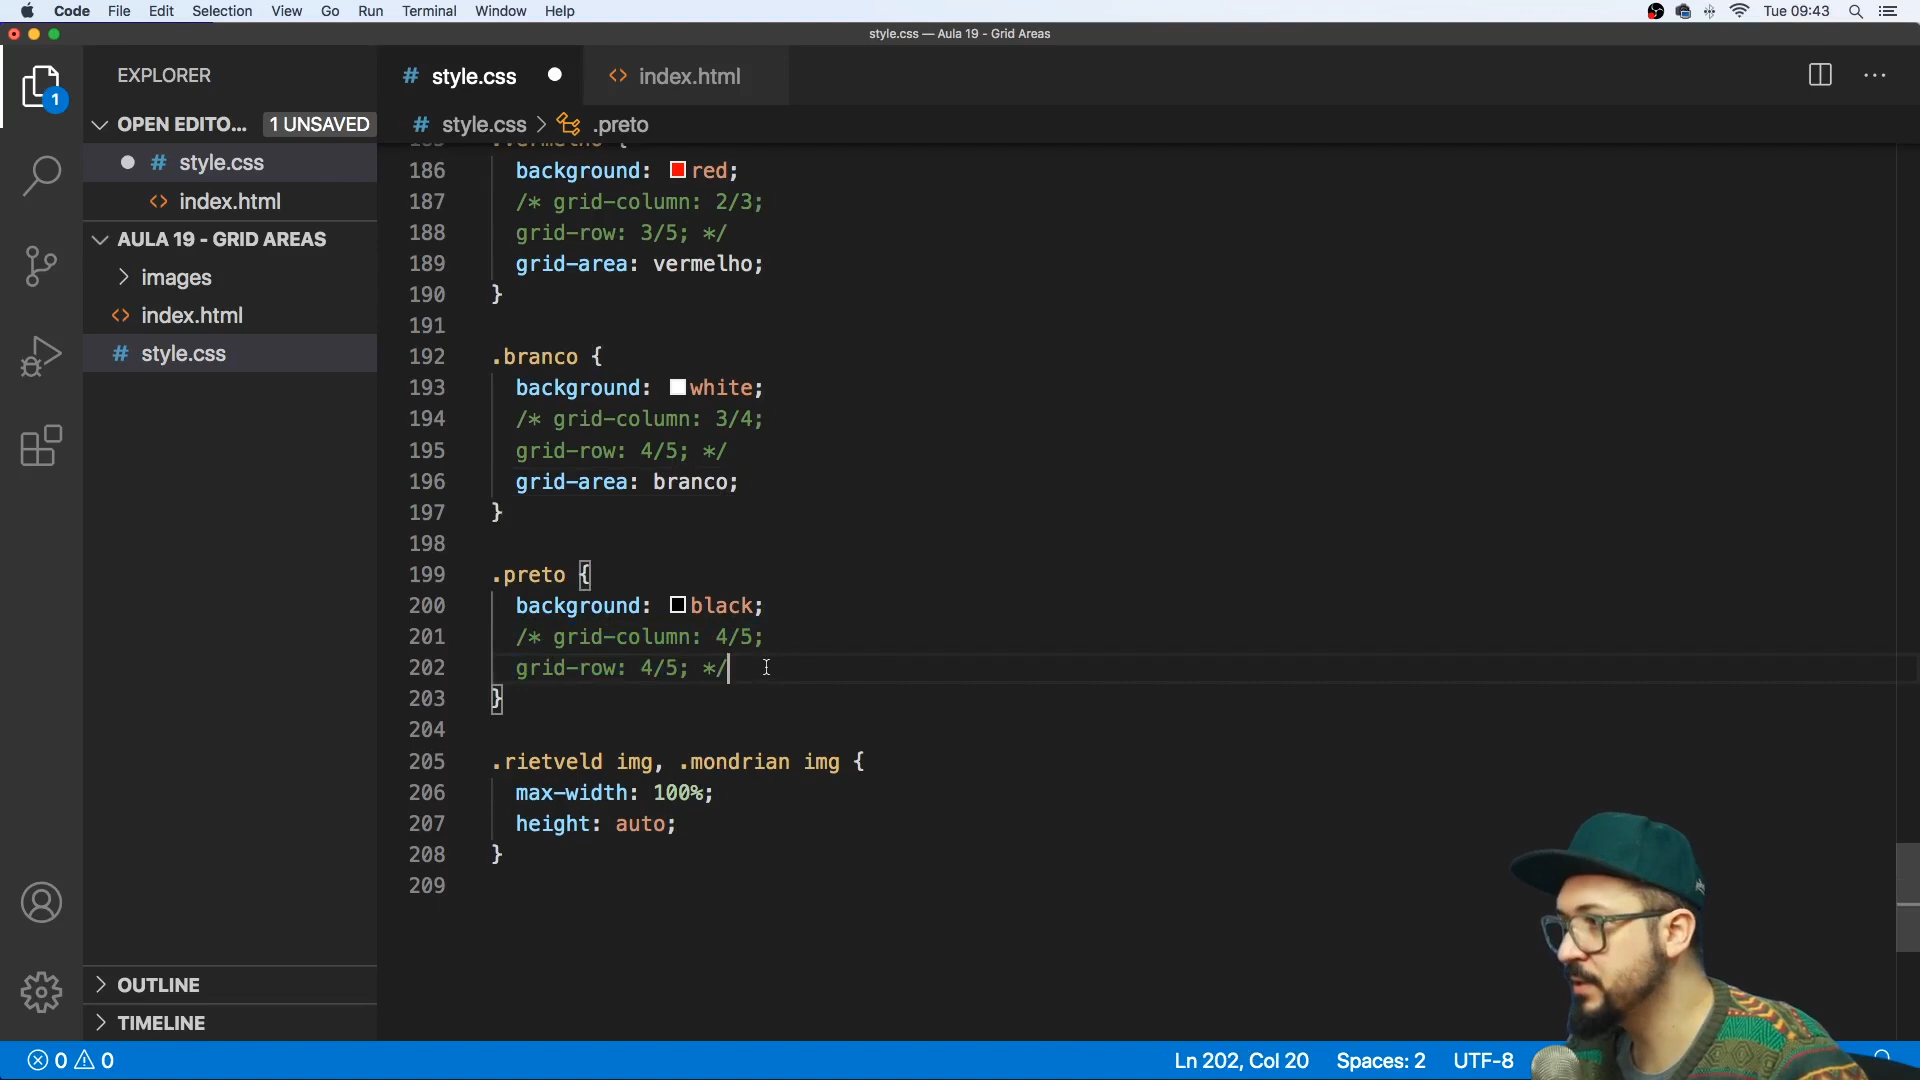 Code File Edit Selection View Go Run Terminal Window Help Tue 09:43
style.css — Aula 19 - Grid Areas
EXPLORER
style.css
index.html
OPEN EDITO... 1 UNSAVED
style.css > .preto
style.css
index.html
AULA 19 - GRID AREAS
images
index.html
style.css
1
.vermelho {
186 background: red;
187 /* grid-column: 2/3;
188 grid-row: 3/5; */
189 grid-area: vermelho;
190 }
191
192 .branco {
193 background: white;
194 /* grid-column: 3/4;
195 grid-row: 4/5; */
196 grid-area: branco;
197 }
198
199 .preto {
200 background: black;
201 /* grid-column: 4/5;
202 grid-row: 4/5; */
203 }
204
205 .rietveld img, .mondrian img {
206 max-width: 100%;
207 height: auto;
208 }
209
OUTLINE
TIMELINE
0 0
Ln 202, Col 20 Spaces: 2 UTF-8